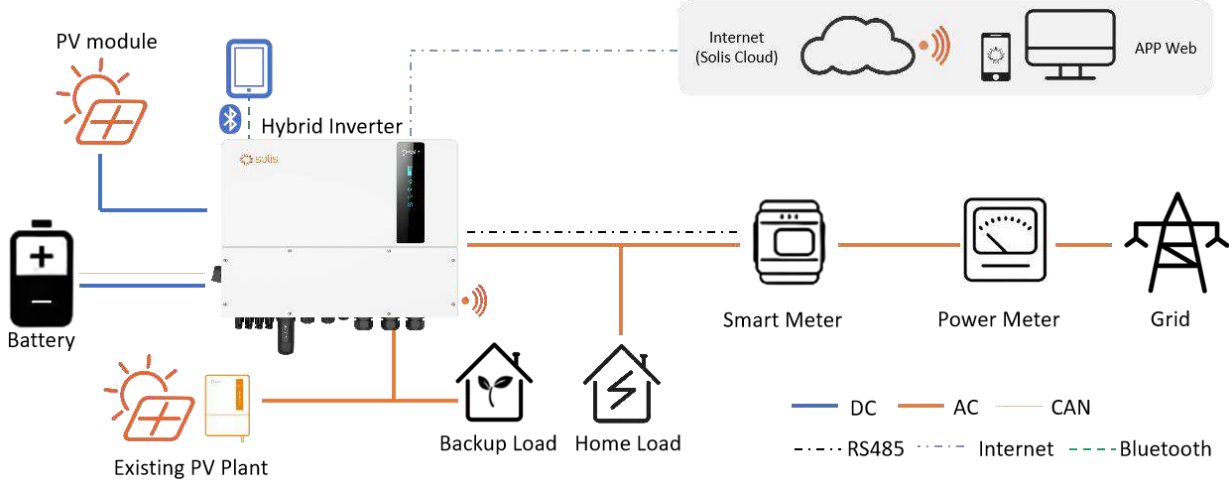 PV module
Internet
(Solis Cloud)
APP Web
Hybrid Inverter
solis
Battery
Smart Meter
Power Meter
Grid
Backup Load
Home Load
Existing PV Plant
DC
AC
CAN
RS485
Internet
Bluetooth